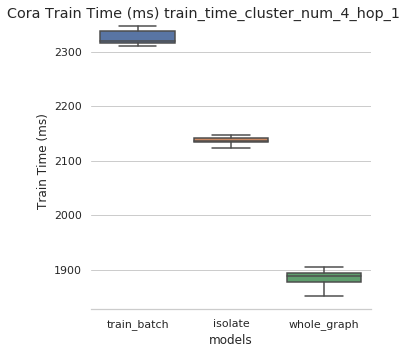 Cora Train Time (ms) train_time_cluster_num_4_hop_1
2300
2200
2100
2000
1900
Train Time (ms)
train_batch isolate whole_graph
models